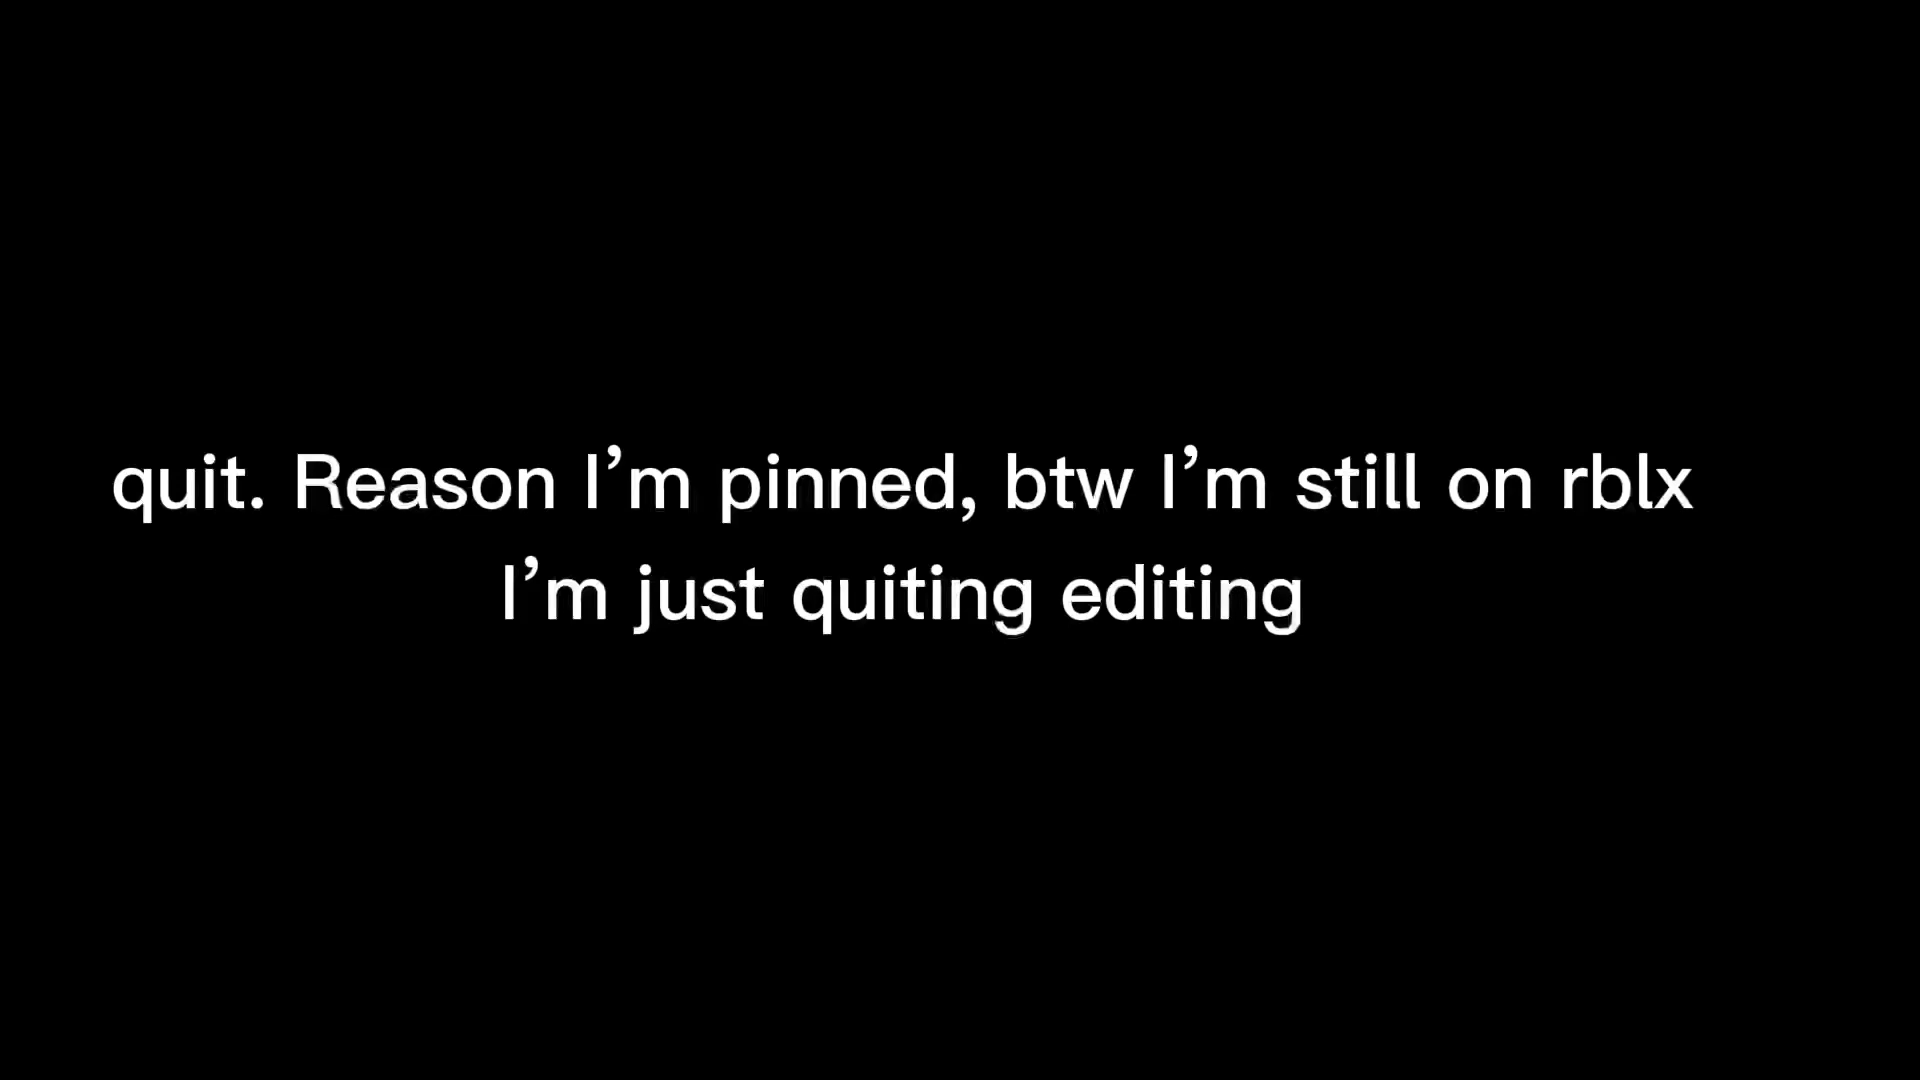 quit. Reason I’m pinned, btw I’m still on rblx
I’m just quiting editing